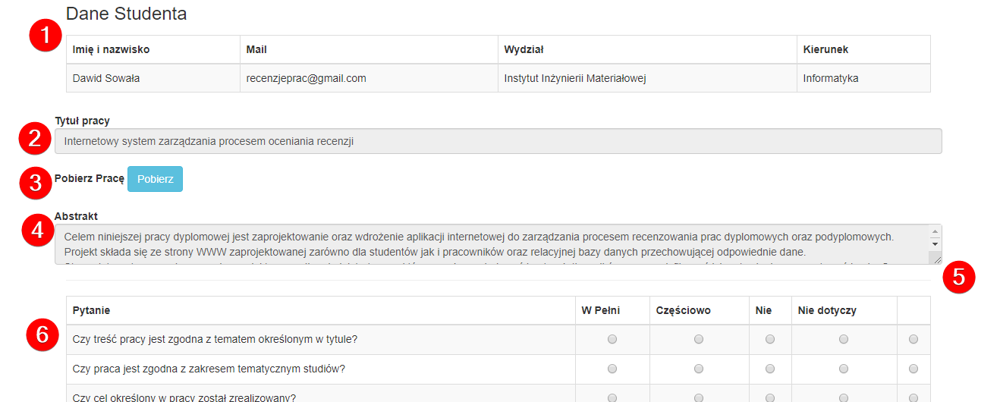 Dane Studenta
1
Imię i nazwisko Mail Wydział Kierunek
Dawid Sowała recenzjeprac@gmail.com Instytut Inżynierii Materiałowej Informatyka
Tytuł pracy
2
Internetowy system zarządzania procesem oceniania recenzji
3
Pobierz Pracę Pobierz
Abstrakt
4
Celem niniejszej pracy dyplomowej jest zaprojektowanie oraz wdrożenie aplikacji internetowej do zarządzania procesem recenzowania prac dyplomowych oraz podyplomowych.
Projekt składa się ze strony WWW zaprojektowanej zarówno dla studentów jak i pracowników oraz relacyjnej bazy danych przechowującej odpowiednie dane.
5
Pytanie W Pełni Częściowo Nie Nie dotyczy
6
Czy treść pracy jest zgodna z tematem określonym w tytule?
Czy praca jest zgodna z zakresem tematycznym studiów?
Czy cel określony w pracy został zrealizowany?